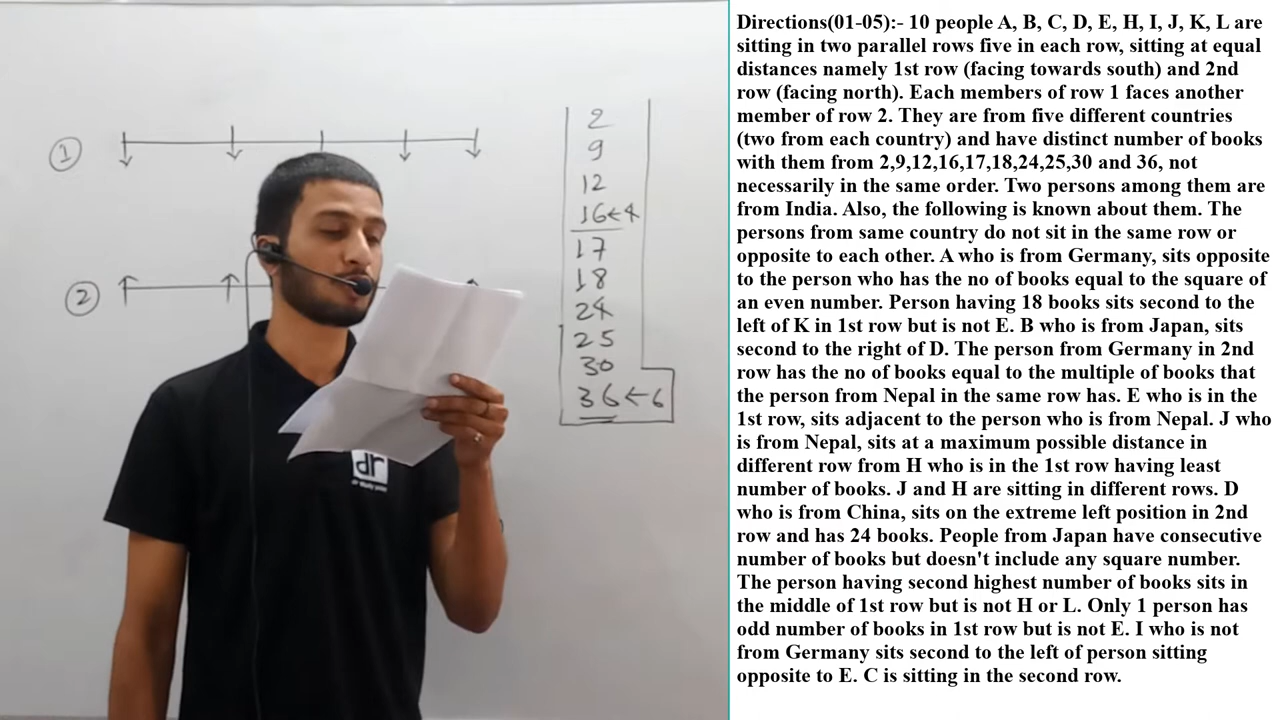 Directions(01-05):- 10 people A, B, C, D, E, H, I, J, K, L are
sitting in two parallel rows five in each row, sitting at equal
distances namely 1st row (facing towards south) and 2nd
row (facing north). Each members of row 1 faces another
member of row 2. They are from five different countries
(two from each country) and have distinct number of books
with them from 2,9,12,16,17,18,24,25,30 and 36, not
necessarily in the same order. Two persons among them are
from India. Also, the following is known about them. The
persons from same country do not sit in the same row or
opposite to each other. A who is from Germany, sits opposite
to the person who has the no of books equal to the square of
an even number. Person having 18 books sits second to the
left of K in 1st row but is not E. B who is from Japan, sits
second to the right of D. The person from Germany in 2nd
row has the no of books equal to the multiple of books that
the person from Nepal in the same row has. E who is in the
1st row, sits adjacent to the person who is from Nepal. J who
is from Nepal, sits at a maximum possible distance in
different row from H who is in the 1st row having least
number of books. J and H are sitting in different rows. D
who is from China, sits on the extreme left position in 2nd
row and has 24 books. People from Japan have consecutive
number of books but doesn't include any square number.
The person having second highest number of books sits in
the middle of 1st row but is not H or L. Only 1 person has
odd number of books in 1st row but is not E. I who is not
from Germany sits second to the left of person sitting
opposite to E. C is sitting in the second row.
1
2
2
9
12
16←4
17
18
24
25
30
36←6
dr
dr study point